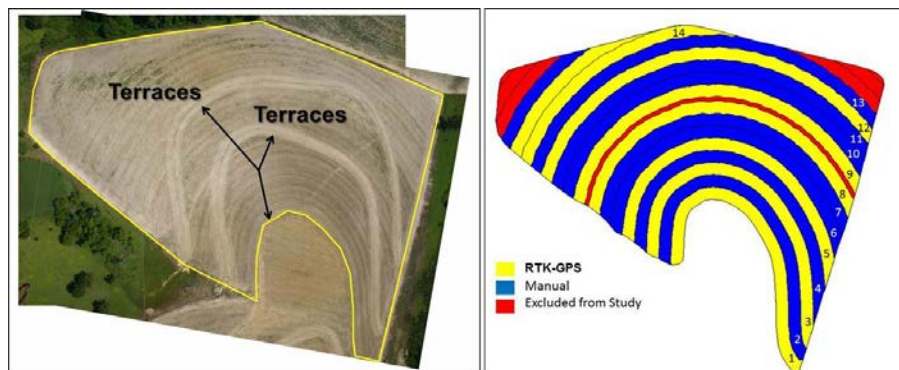 Terraces
Terraces
14
13
12
11
10
9
8
7
6
5
4
3
2
1
RTK-GPS
Manual
Excluded from Study